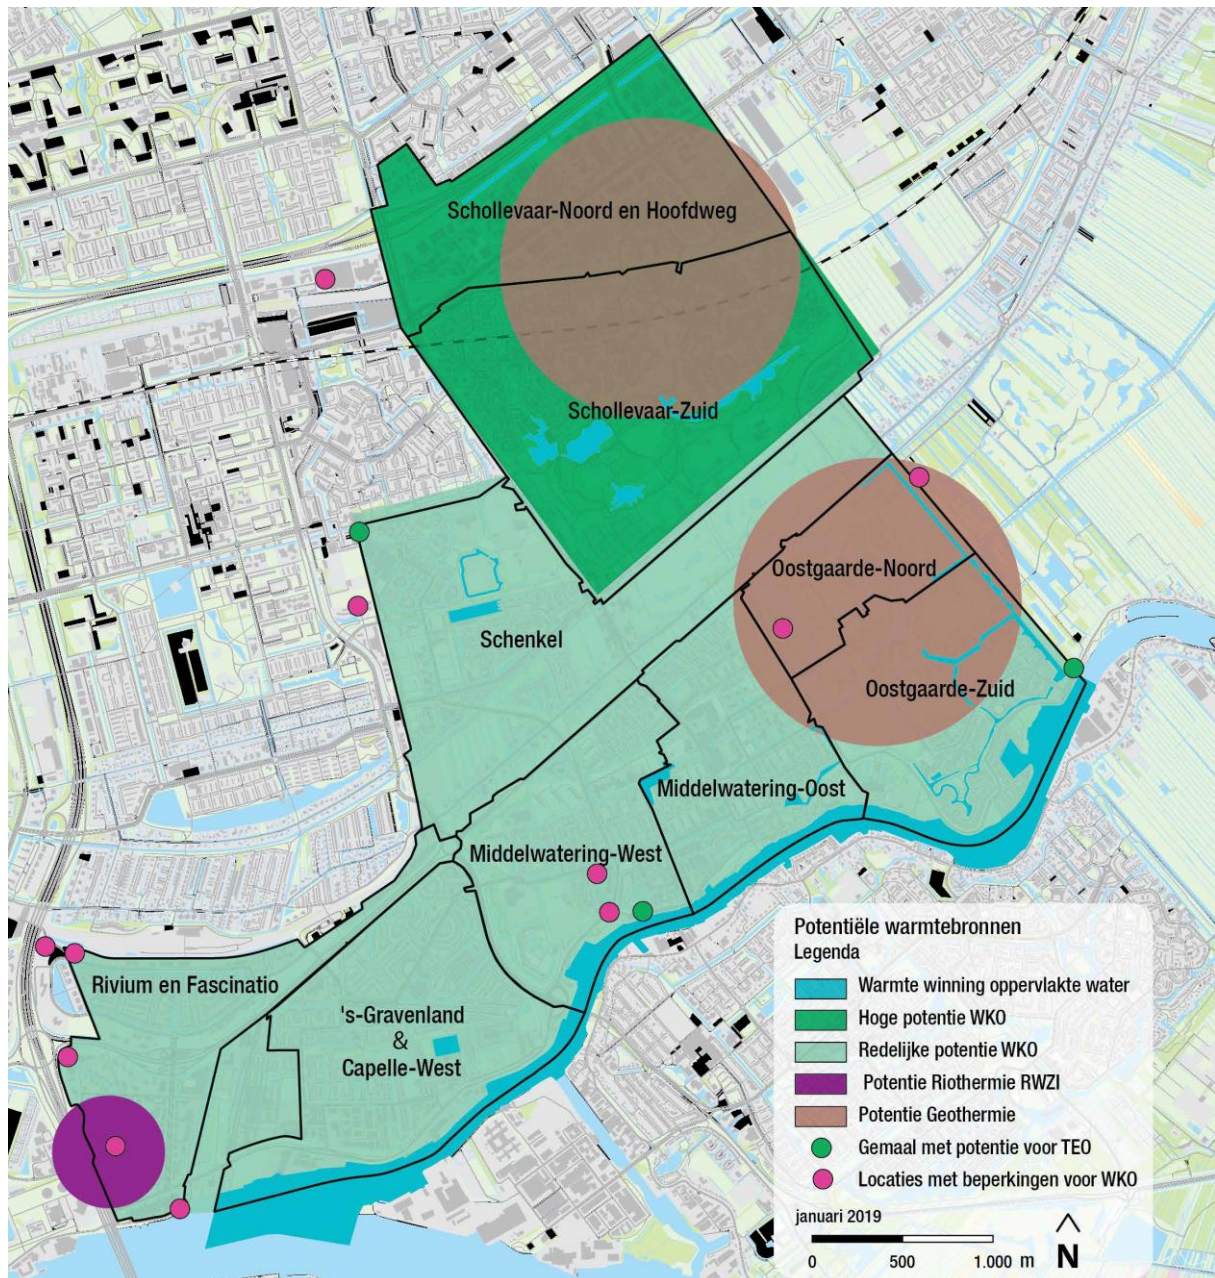 Schollevaar-Noord en Hoofdweg
Schollevaar-Zuid
Oostgaarde-Noord
Schenkel
Oostgaarde-Zuid
Middelwatering-Oost
Middelwatering-West
Rivium en Fascinatio
's-Gravenland
&
Capelle-West
Potentiële warmtebronnen
Legenda
Warmte winning oppervlakte water
Hoge potentie WKO
Redelijke potentie WKO
Potentie Riothermie RWZI
Potentie Geothermie
Gemaal met potentie voor TEO
Locaties met beperkingen voor WKO
januari 2019
0 500 1.000 m
N